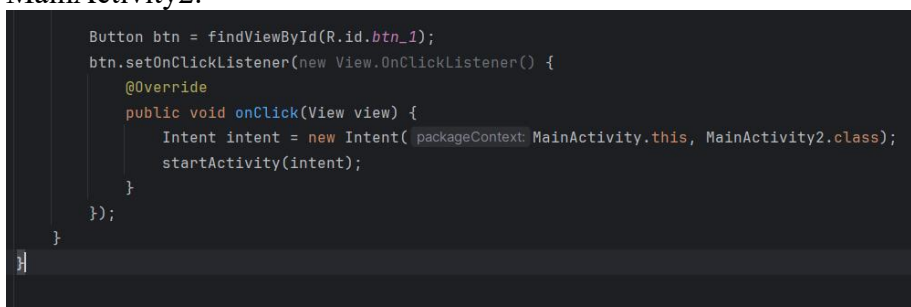 MainActivity2.
Button btn = findViewById(R.id.btn_1);
btn.setOnClickListener(new View.OnClickListener() {
@Override
public void onClick(View view) {
Intent intent = new Intent( packageContext: MainActivity.this, MainActivity2.class);
startActivity(intent);
}
});
}
}